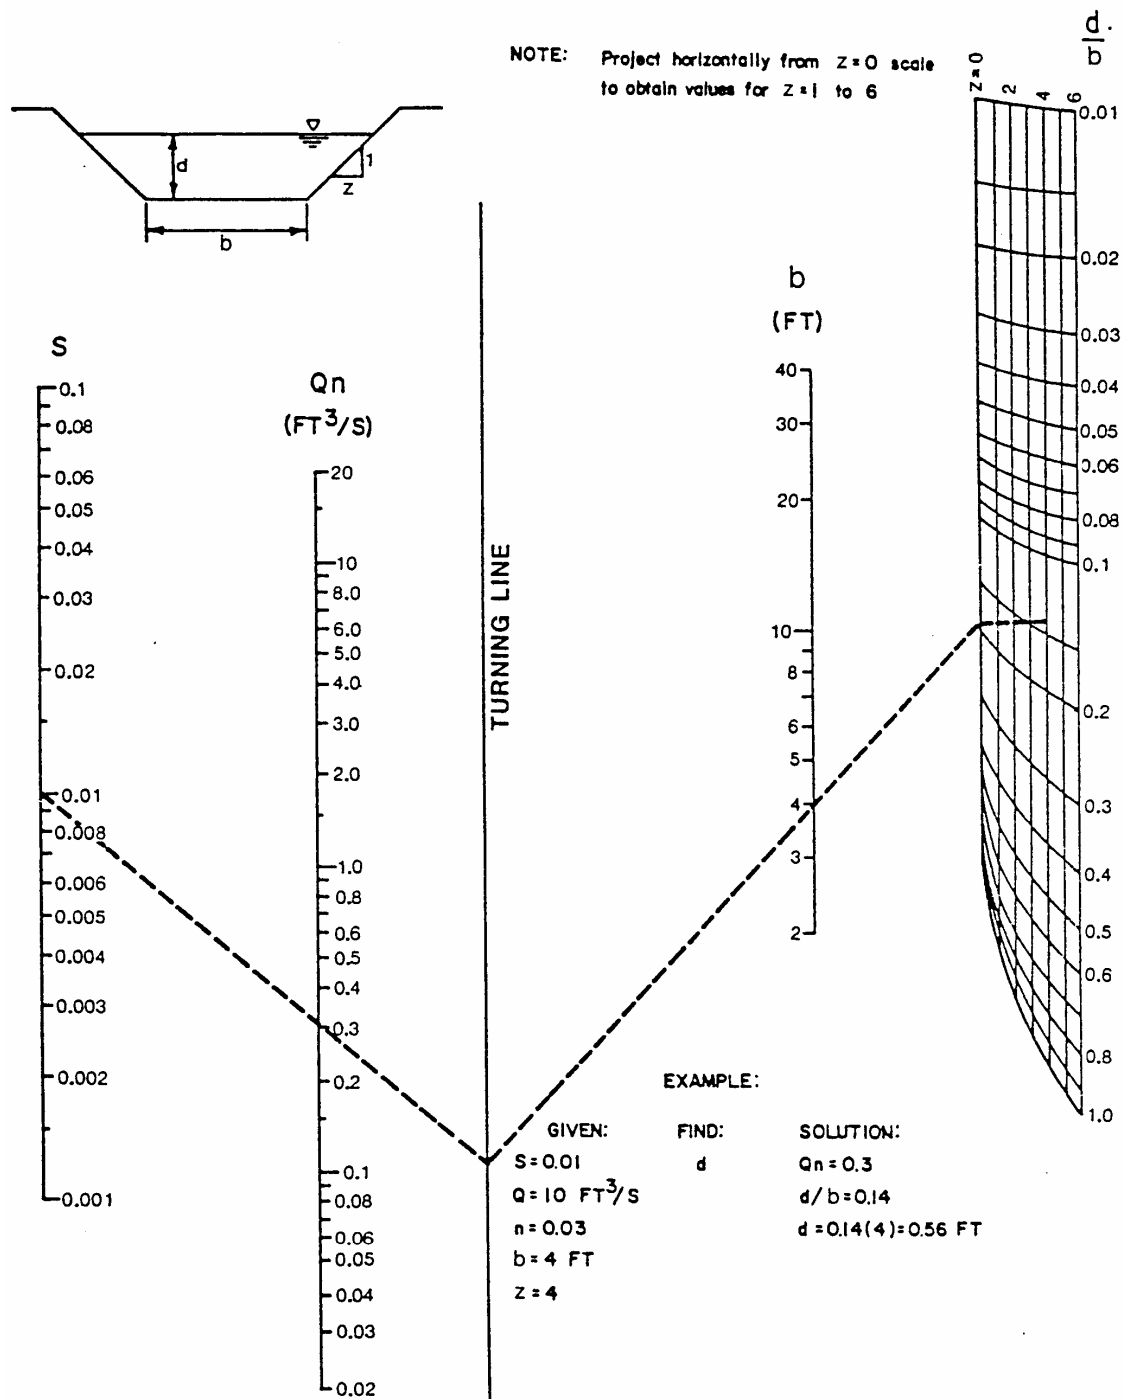 NOTE: Project horizontally from Z=0 scale
to obtain values for Z=1 to 6
d
1
Z
b
S
0.1
0.08
0.06
0.05
0.04
0.03
0.02
0.01
0.008
0.006
0.005
0.004
0.003
0.002
0.001
Qn
(FT³/S)
20
10
8.0
6.0
5.0
4.0
3.0
2.0
1.0
0.8
0.6
0.5
0.4
0.3
0.2
0.1
0.08
0.06
0.05
0.04
0.03
0.02
TURNING LINE
b
(FT)
40
30
20
10
8
6
5
4
3
2
d.
b
Z=0
2
4
6
0.01
0.02
0.03
0.04
0.05
0.06
0.08
0.1
0.2
0.3
0.4
0.5
0.6
0.8
1.0
EXAMPLE:
GIVEN:
S=0.01
Q=10 FT³/S
n=0.03
b=4 FT
Z=4
FIND:
d
SOLUTION:
Qn=0.3
d/b=0.14
d=0.14(4)=0.56 FT